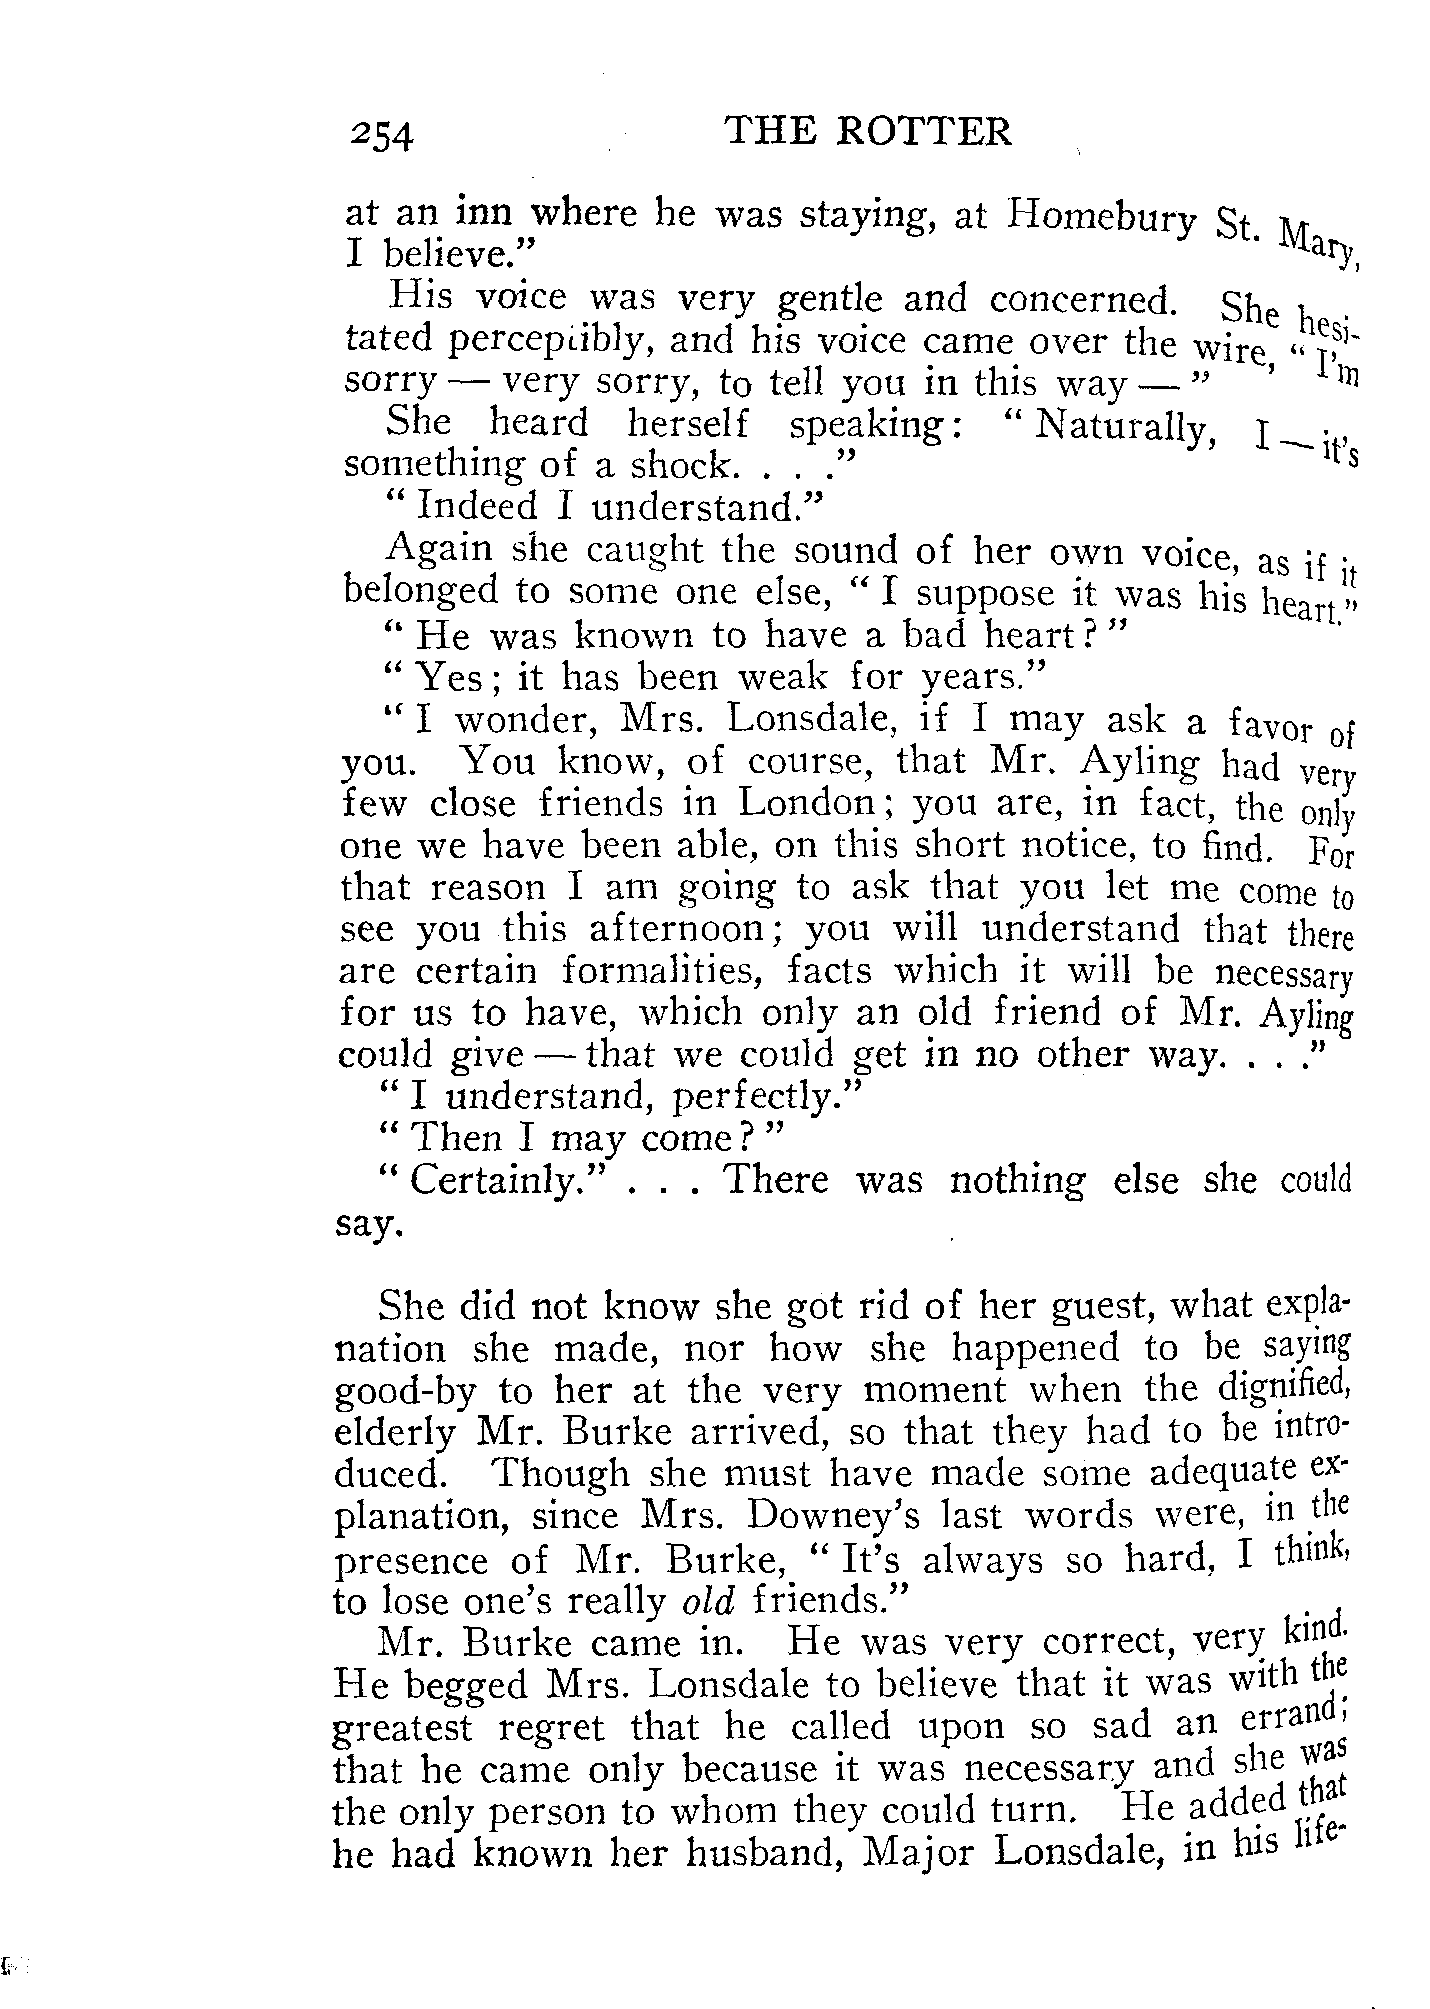 254 THE ROTTER
at an inn where he was staying, at Homebury St. Mary,
I believe."
His voice was very gentle and concerned. She hesi-
tated perceptibly, and his voice came over the wire, "I'm
sorry — very sorry, to tell you in this way — "
She heard herself speaking: "Naturally, I — it's
something of a shock. . . ."
"Indeed I understand."
Again she caught the sound of her own voice, as if it
belonged to some one else, "I suppose it was his heart."
"He was known to have a bad heart?"
"Yes; it has been weak for years."
"I wonder, Mrs. Lonsdale, if I may ask a favor of
you. You know, of course, that Mr. Ayling had very
few close friends in London; you are, in fact, the only
one we have been able, on this short notice, to find. For
that reason I am going to ask that you let me come to
see you this afternoon; you will understand that there
are certain formalities, facts which it will be necessary
for us to have, which only an old friend of Mr. Ayling
could give — that we could get in no other way. . . ."
"I understand, perfectly."
"Then I may come?"
"Certainly." . . . There was nothing else she could
say.
She did not know she got rid of her guest, what expla-
nation she made, nor how she happened to be saying
good-by to her at the very moment when the dignified,
elderly Mr. Burke arrived, so that they had to be intro-
duced. Though she must have made some adequate ex-
planation, since Mrs. Downey's last words were, in the
presence of Mr. Burke, "It's always so hard, I think,
to lose one's really old friends."
Mr. Burke came in. He was very correct, very kind.
He begged Mrs. Lonsdale to believe that it was with the
greatest regret that he called upon so sad an errand;
that he came only because it was necessary and she was
the only person to whom they could turn. He added that
he had known her husband, Major Lonsdale, in his life-